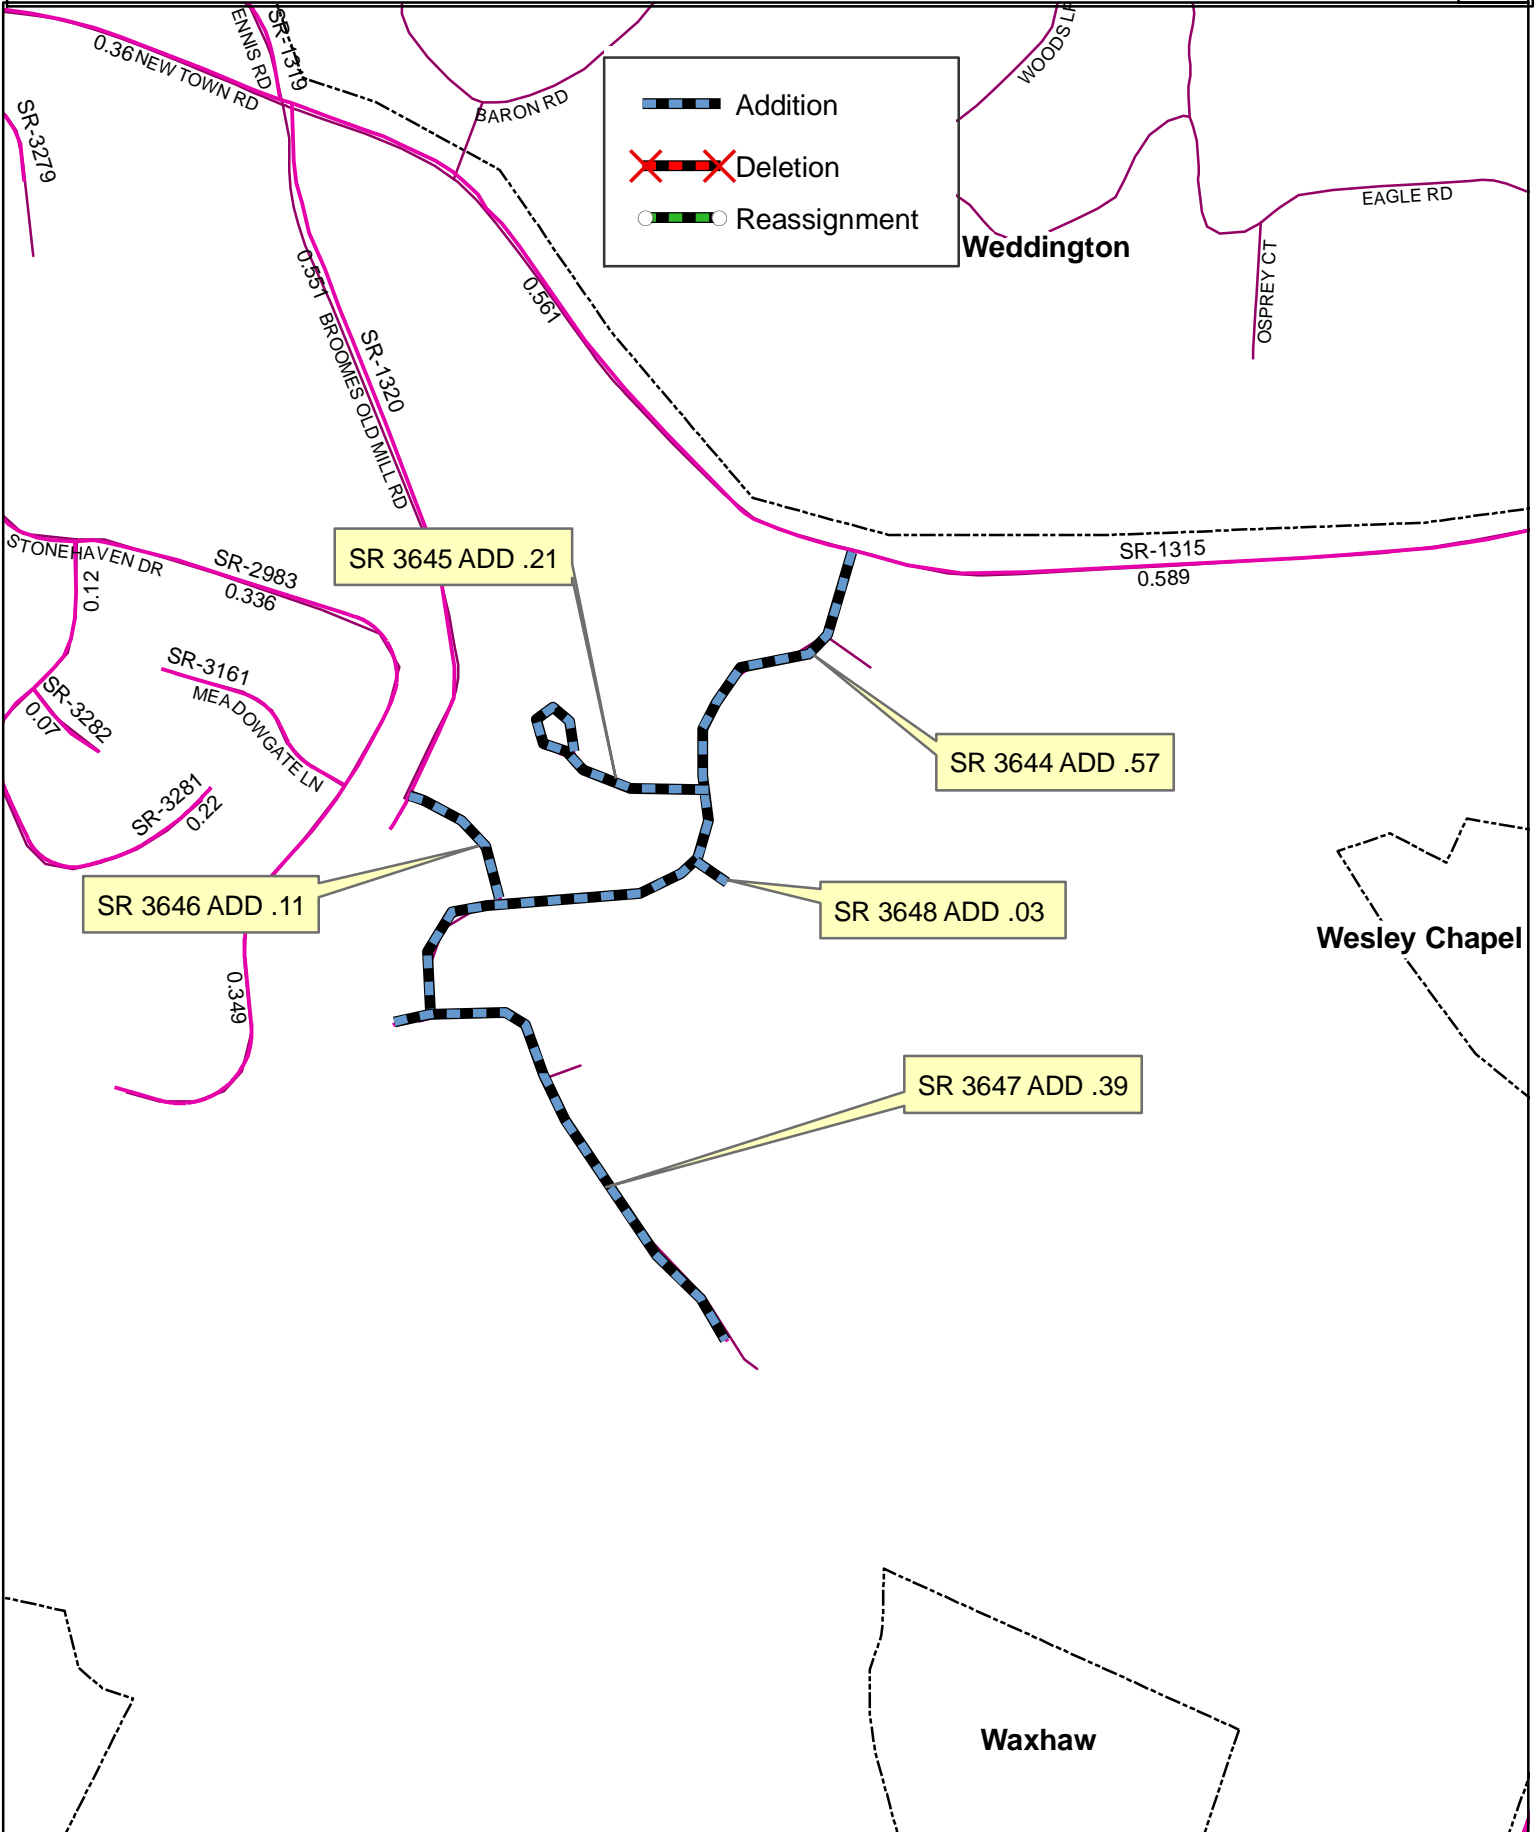 SR-1319
ENNIS RD
0.36
NEW TOWN RD
BARON RD
WOODS
SR-3279
Addition
Deletion
Reassignment
EAGLE RD
Weddington
OSPREY CT
0.551
0.561
SR-1320
BROOMES OLD MILL RD
STONEHAVEN DR
SR-2983
0.336
0.12
SR 3645 ADD .21
SR-1315
0.589
SR-3161
MEADOWGATE LN
SR-3282
0.07
SR 3644 ADD .57
SR-3281
0.22
SR 3646 ADD .11
SR 3648 ADD .03
Wesley Chapel
0.349
SR 3647 ADD .39
Waxhaw